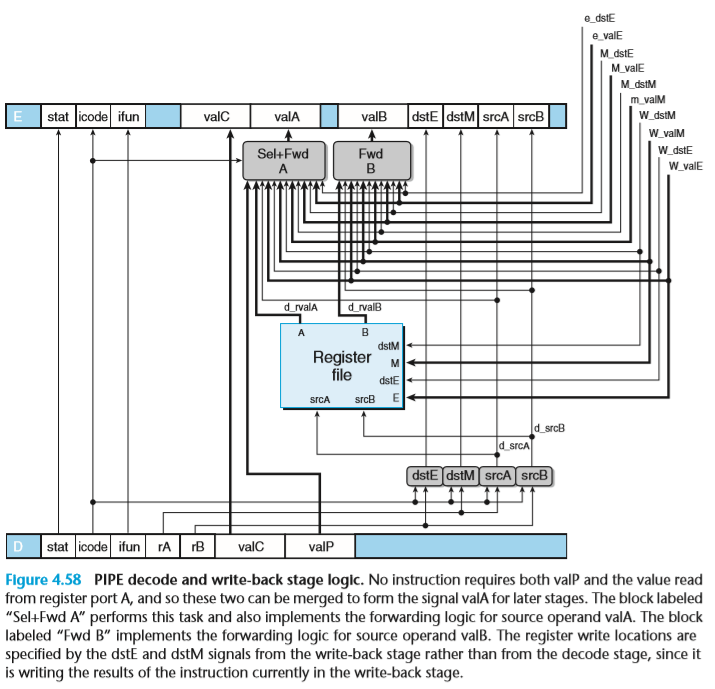 e_dstE
e_valE
M_dstE
M_valE
M_dstM
m_valM
W_dstM
W_valM
W_dstE
W_valE
E stat icode ifun valC valA valB dstE dstM srcA srcB
Sel+Fwd
A
Fwd
B
d_rvalA d_rvalB
A B
dstM
Register
file
M
dstE
srcA srcB E
d_srcB
d_srcA
dstE dstM srcA srcB
D stat icode ifun rA rB valC valP
Figure 4.58 PIPE decode and write-back stage logic. No instruction requires both valP and the value read
from register port A, and so these two can be merged to form the signal valA for later stages. The block labeled
"Sel+Fwd A" performs this task and also implements the forwarding logic for source operand valA. The block
labeled "Fwd B" implements the forwarding logic for source operand valB. The register write locations are
specified by the dstE and dstM signals from the write-back stage rather than from the decode stage, since it
is writing the results of the instruction currently in the write-back stage.